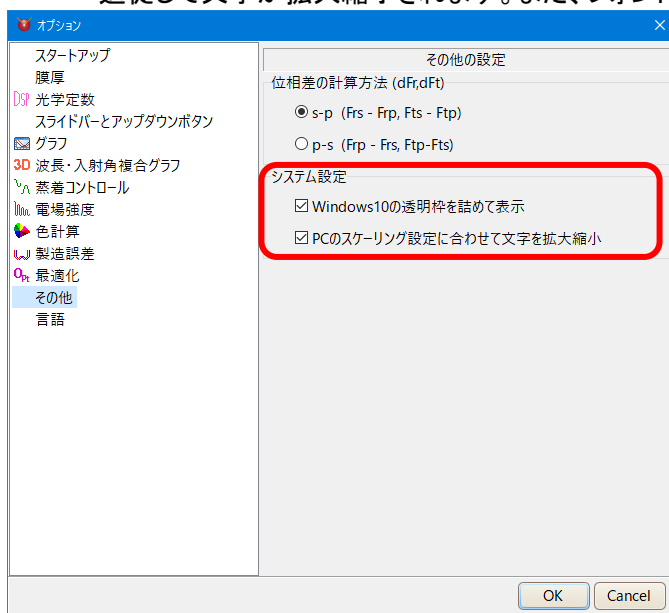 オプション
スタートアップ
膜厚
DSP 光学定数
スライドバーとアップダウンボタン
グラフ
3D 波長・入射角複合グラフ
蒸着コントロール
電場強度
色計算
製造誤差
OPt 最適化
その他
言語
その他の設定
位相差の計算方法 (dFr,dFt)
s-p (Frs - Frp, Fts - Ftp)
p-s (Frp - Frs, Ftp-Fts)
システム設定
Windows10の透明枠を詰めて表示
PCのスケーリング設定に合わせて文字を拡大縮小
OK
Cancel